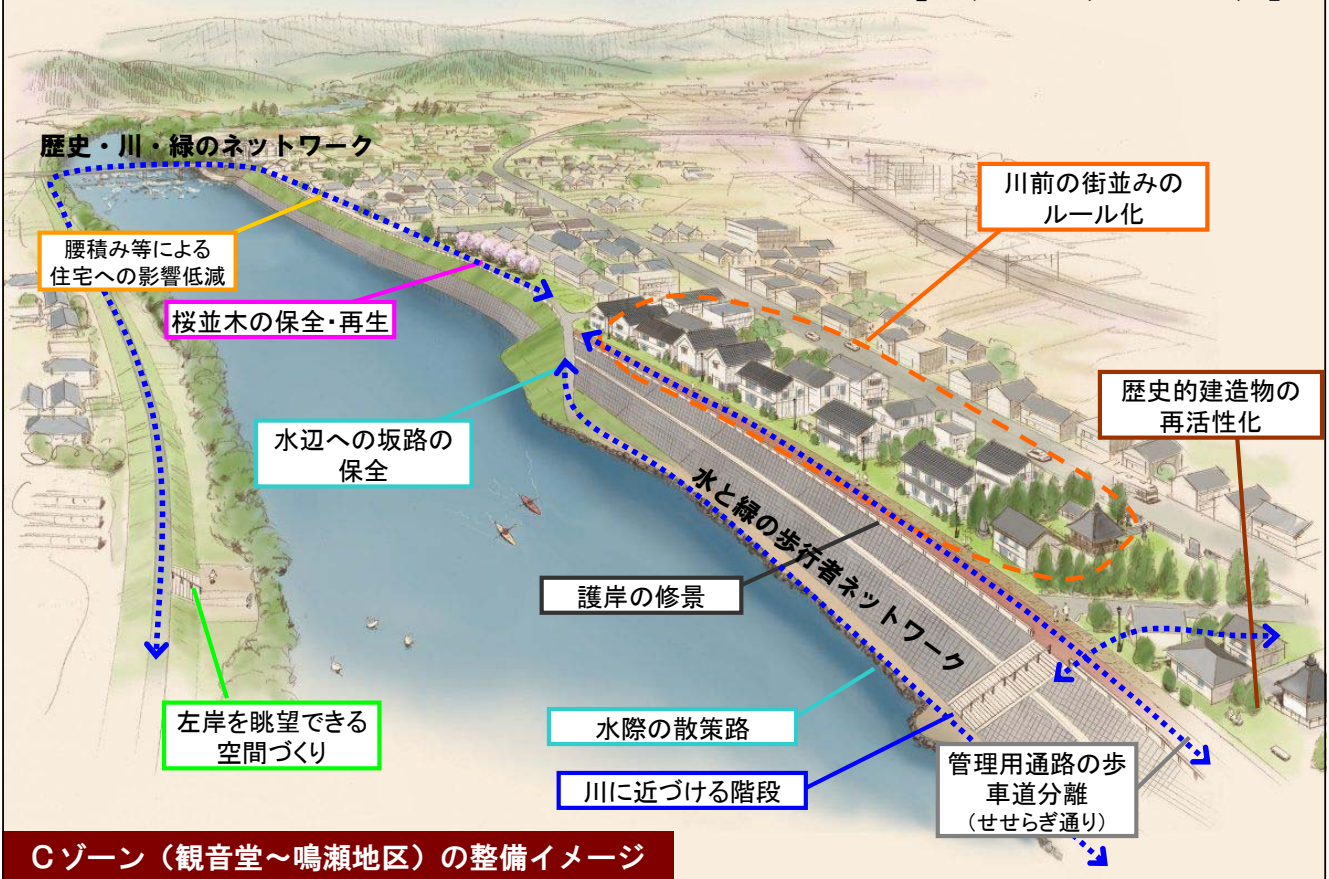 歴史・川・緑のネットワーク
川前の街並みの
ルール化
腰積み等による
住宅への影響低減
桜並木の保全・再生
歴史的建造物の
再活性化
水辺への坂路の
保全
水と緑の歩行者ネットワーク
護岸の修景
左岸を眺望できる
空間づくり
水際の散策路
川に近づける階段
管理用通路の歩
車道分離
(せせらぎ通り)
Cゾーン(観音堂～鳴瀬地区)の整備イメージ